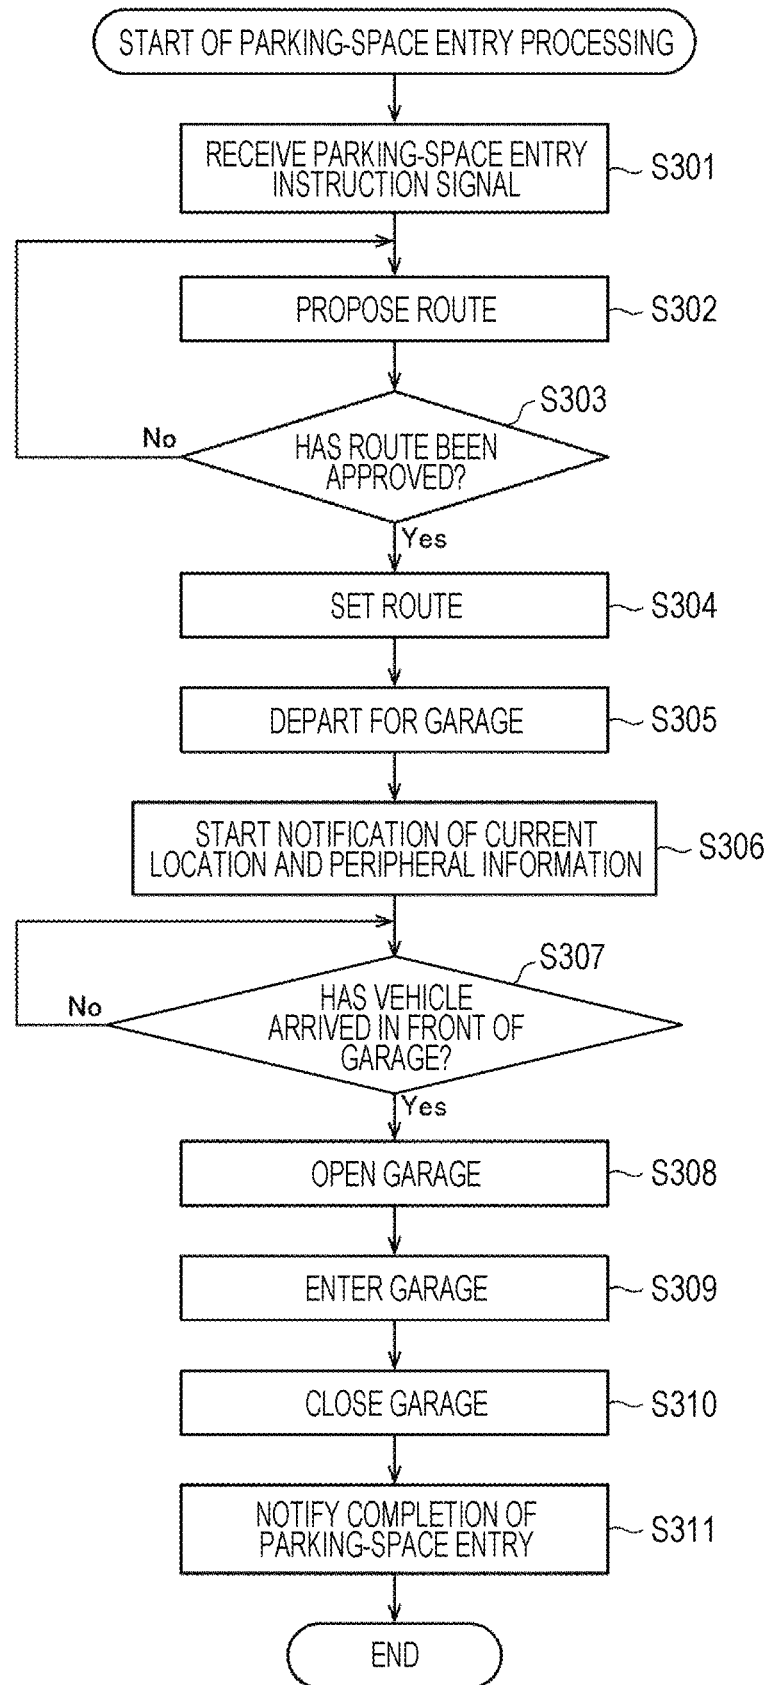 START OF PARKING-SPACE ENTRY PROCESSING
RECEIVE PARKING-SPACE ENTRY
INSTRUCTION SIGNAL
S301
PROPOSE ROUTE
S302
S303
No
HAS ROUTE BEEN
APPROVED?
Yes
SET ROUTE
S304
DEPART FOR GARAGE
S305
START NOTIFICATION OF CURRENT
LOCATION AND PERIPHERAL INFORMATION
S306
S307
No
HAS VEHICLE
ARRIVED IN FRONT OF
GARAGE?
Yes
OPEN GARAGE
S308
ENTER GARAGE
S309
CLOSE GARAGE
S310
NOTIFY COMPLETION OF
PARKING-SPACE ENTRY
S311
END